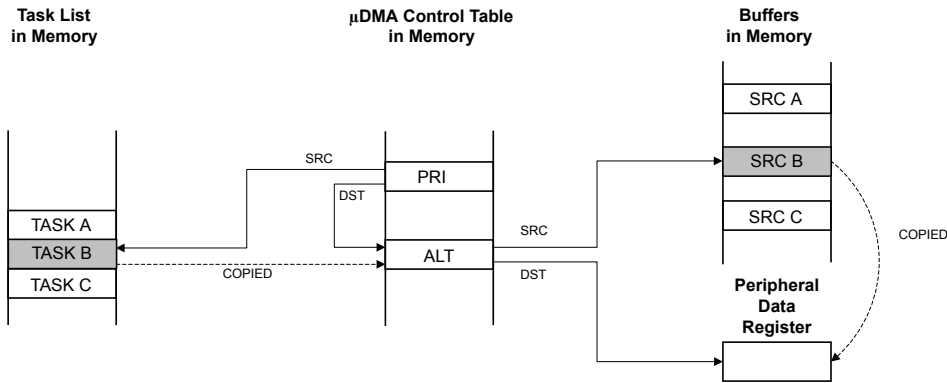 Task List
in Memory
µDMA Control Table
in Memory
Buffers
in Memory
SRC A
SRC
SRC B
PRI
DST
TASK A
SRC C
SRC
COPIED
TASK B
ALT
COPIED
DST
TASK C
Peripheral
Data
Register